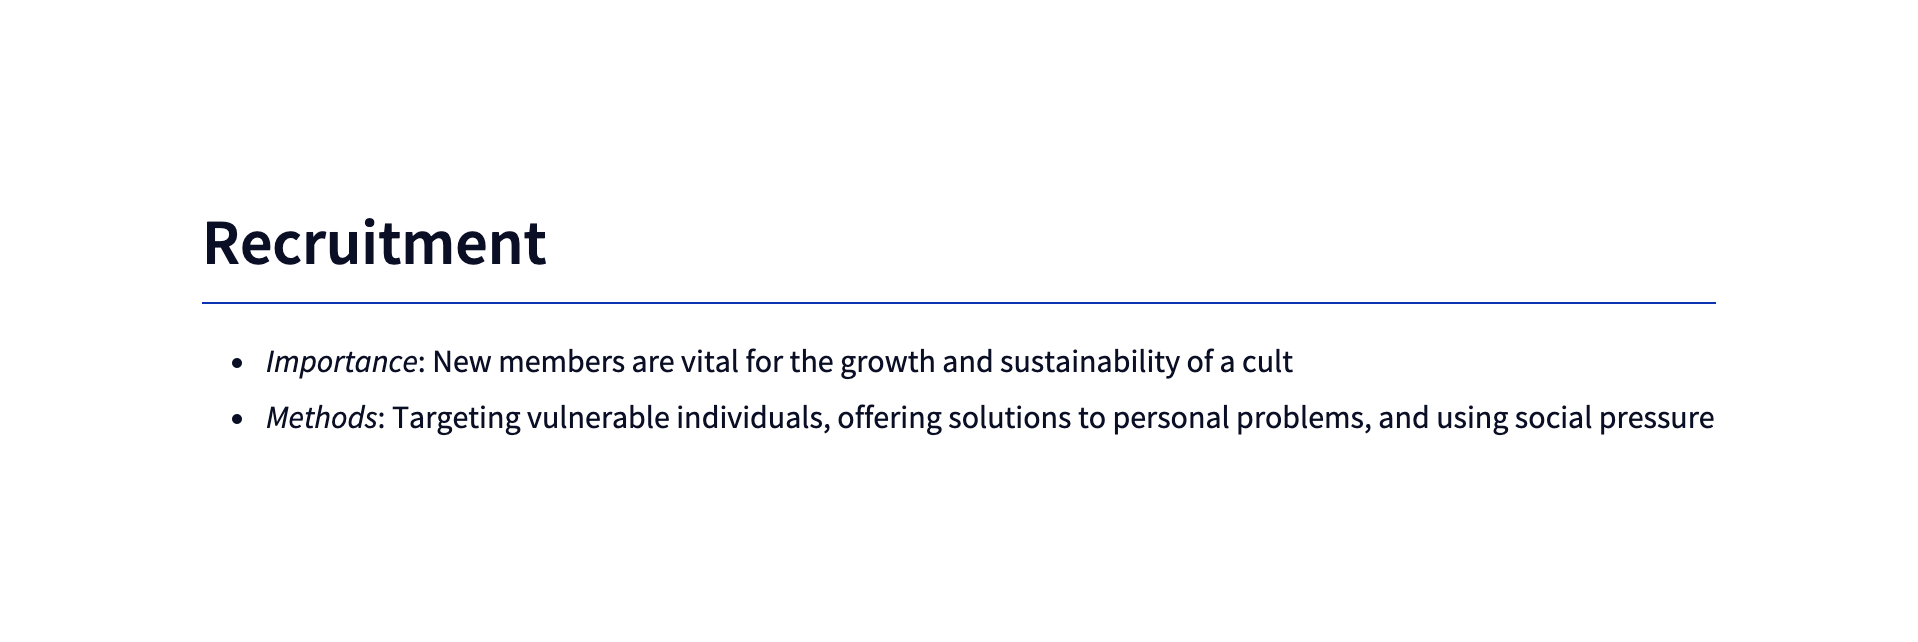 Recruitment
• Importance: New members are vital for the growth and sustainability of a cult
• Methods: Targeting vulnerable individuals, offering solutions to personal problems, and using social pressure